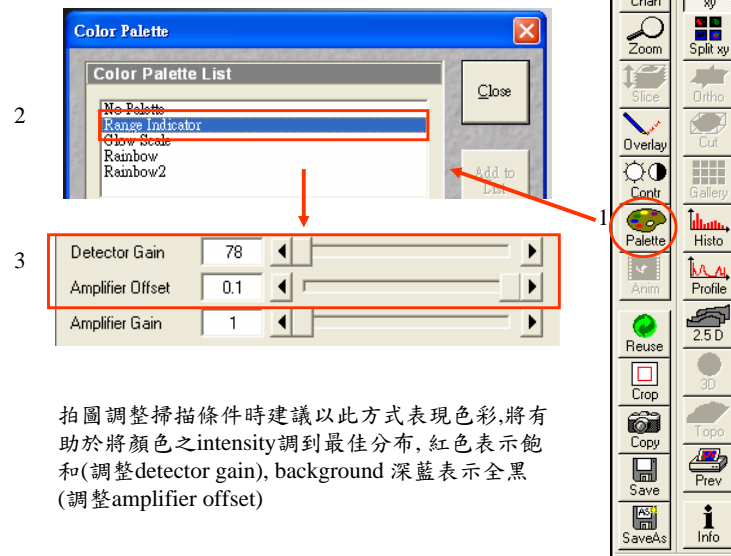 Color Palette
Color Palette List
Close
2
No Palette
Range Indicator
Glow Scale
Rainbow
Rainbow2
Add to
List
1
3
Detector Gain 78
Amplifier Offset 0.1
Amplifier Gain 1
拍圖調整掃描條件時建議以此方式表現色彩,將有
助於將顏色之intensity調到最佳分布, 紅色表示飽
和(調整detector gain), background 深藍表示全黑
(調整amplifier offset)
Chan xy
Zoom Split xy
Slice Ortho
Overlay Cut
Contr Gallery
Palette Histo
Anim Profile
Reuse 2.5 D
Crop 3D
Copy Topo
Save Prev
AS
SaveAs Info